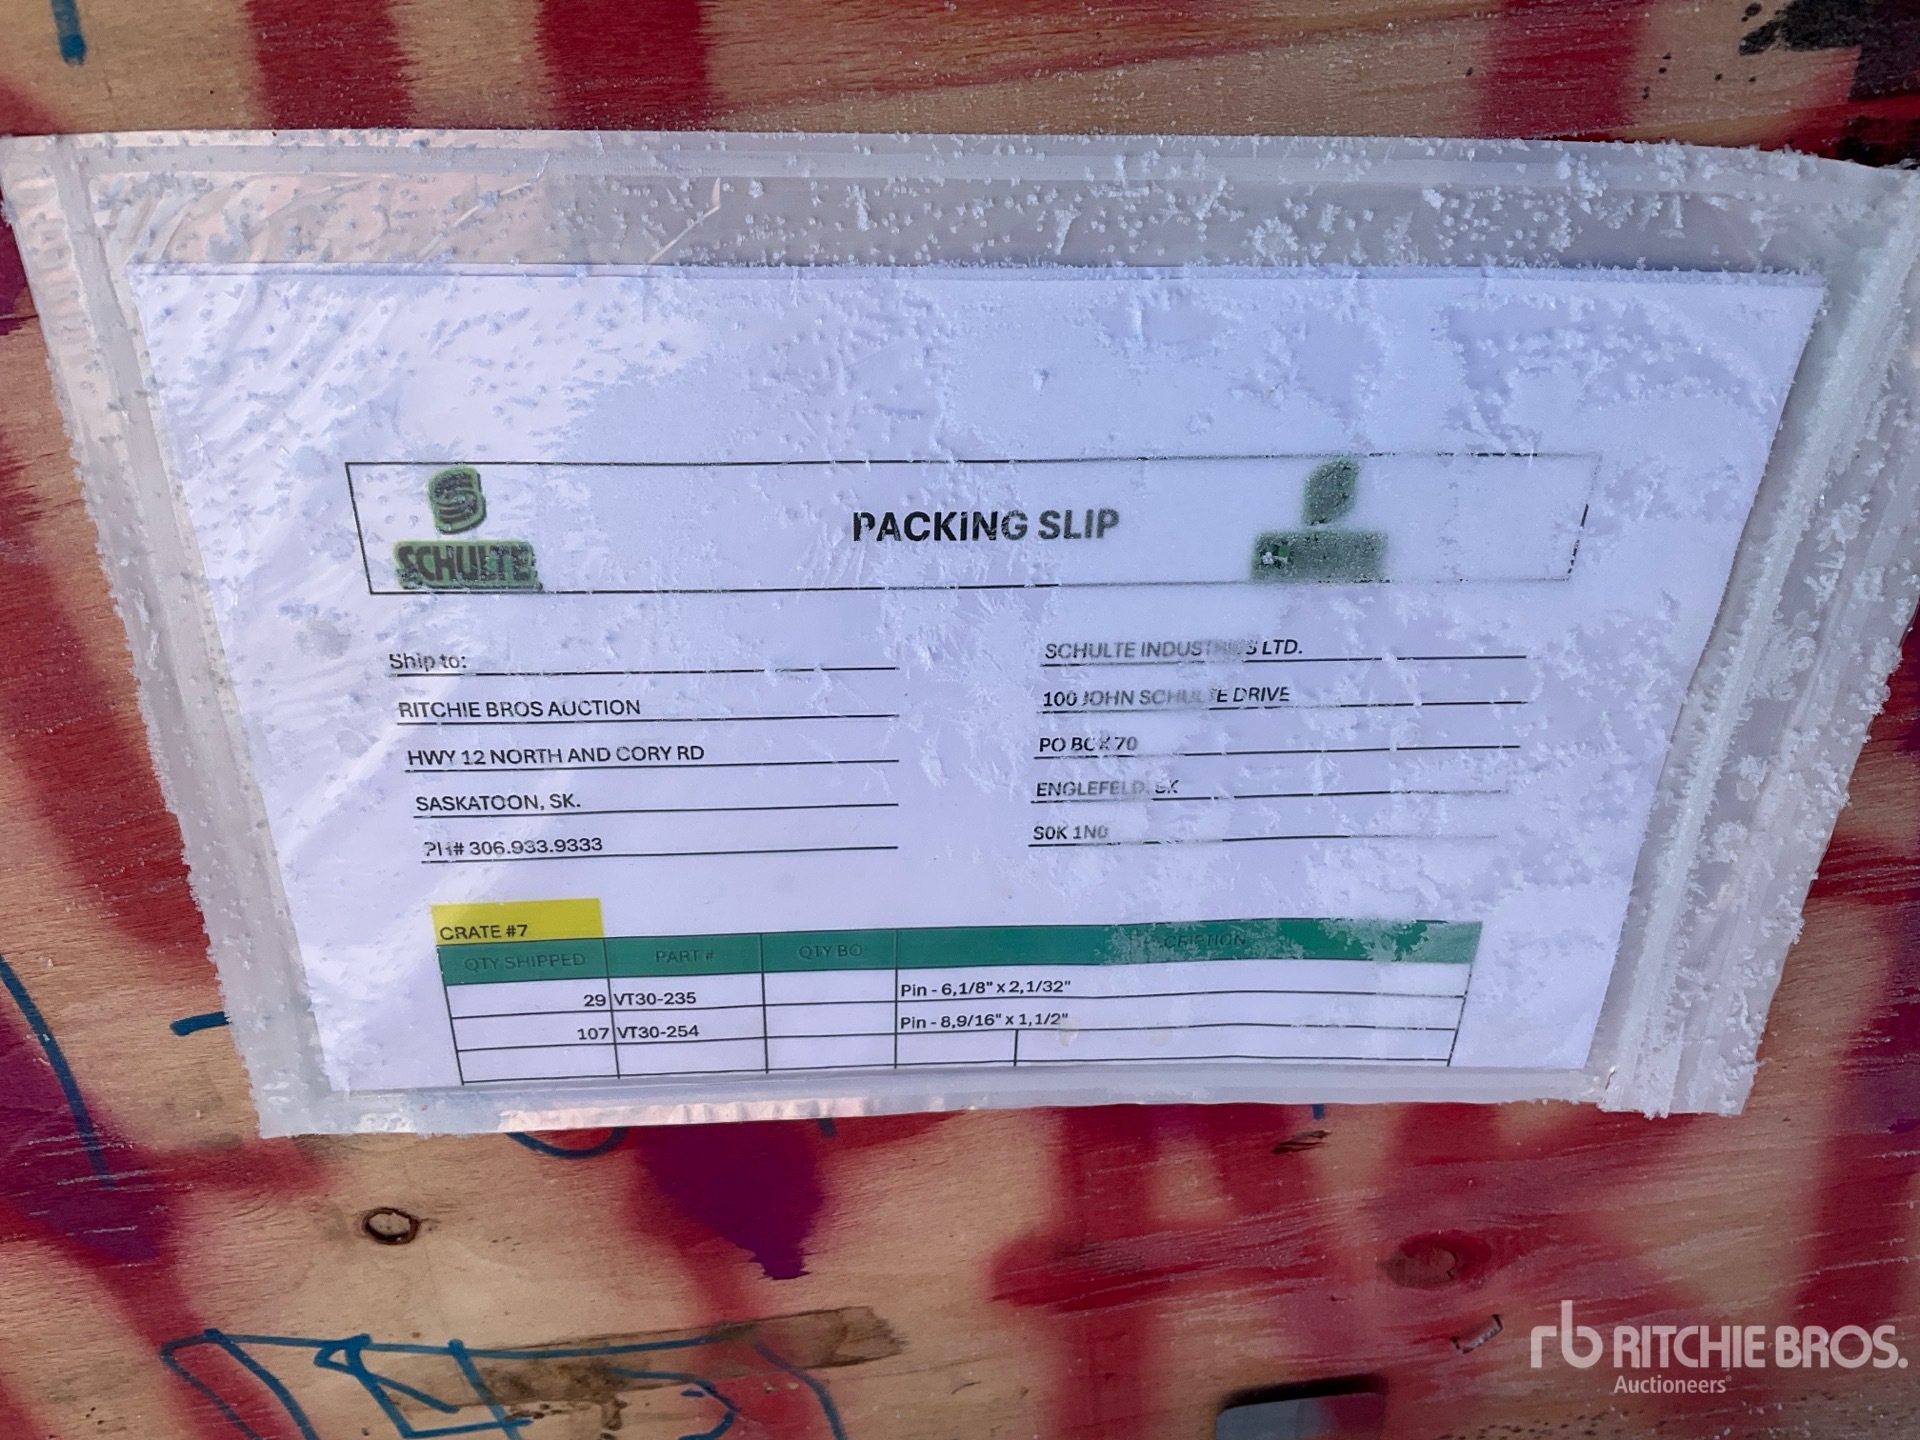 SCHULTE
PACKING SLIP
Ship to:
RITCHIE BROS AUCTION
HWY 12 NORTH AND CORY RD
SASKATOON, SK.
PH# 306.933.9333
SCHULTE INDUSTRIES LTD.
100 JOHN SCHULTE DRIVE
PO BOX 70
ENGLEFELD, SK
S0K 1N0
CRATE #7
QTY SHIPPED PART # QTY BO DESCRIPTION
29 VT30-235 Pin - 6,1/8" x 2,1/32"
107 VT30-254 Pin - 8,9/16" x 1,1/2"
rb RITCHIE BROS.
Auctioneers